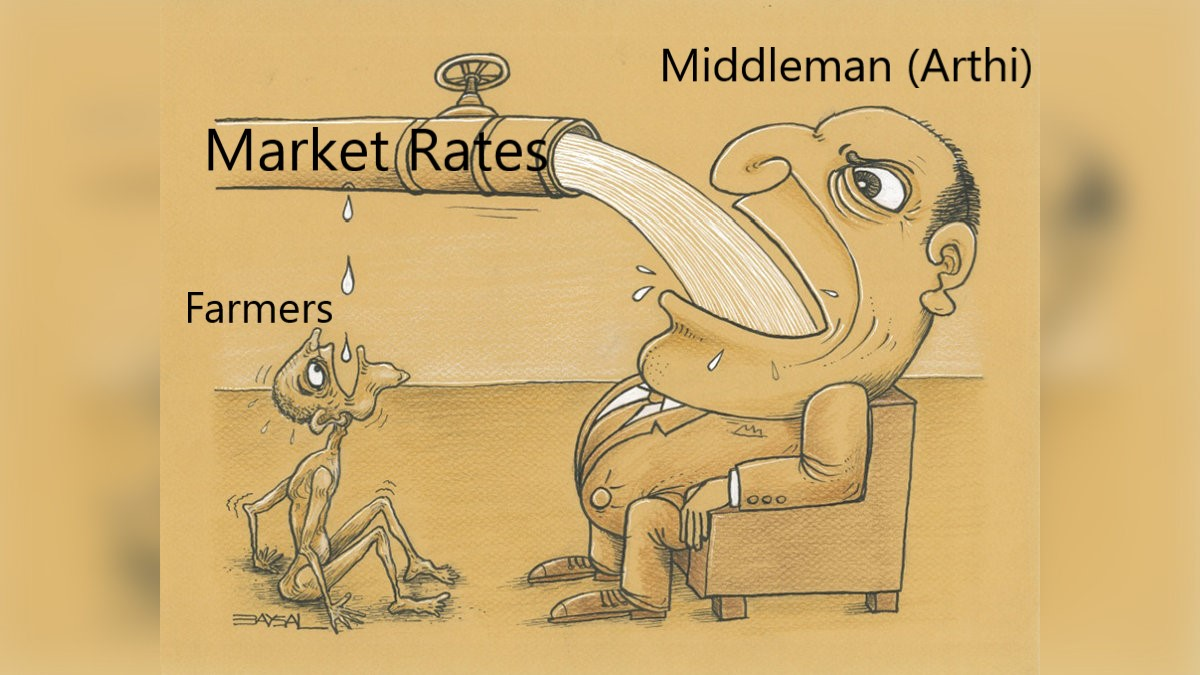 Middleman (Arthi)
Market Rates
Farmers
BAYSAL